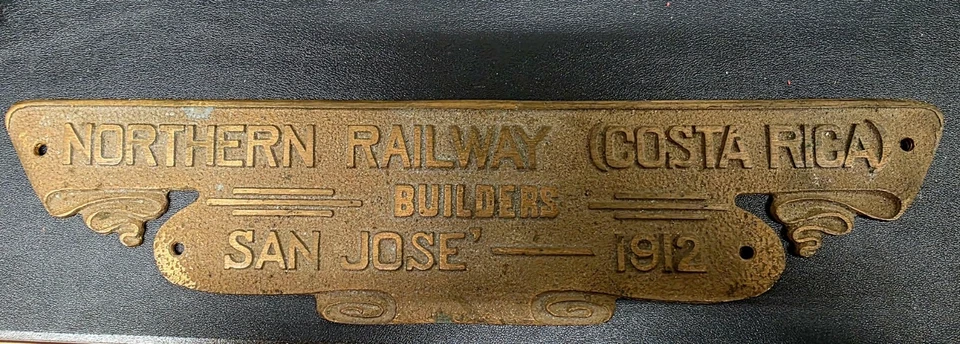 NORTHERN RAILWAY (COSTA RICA)
BUILDERS
SAN JOSE' — 1912